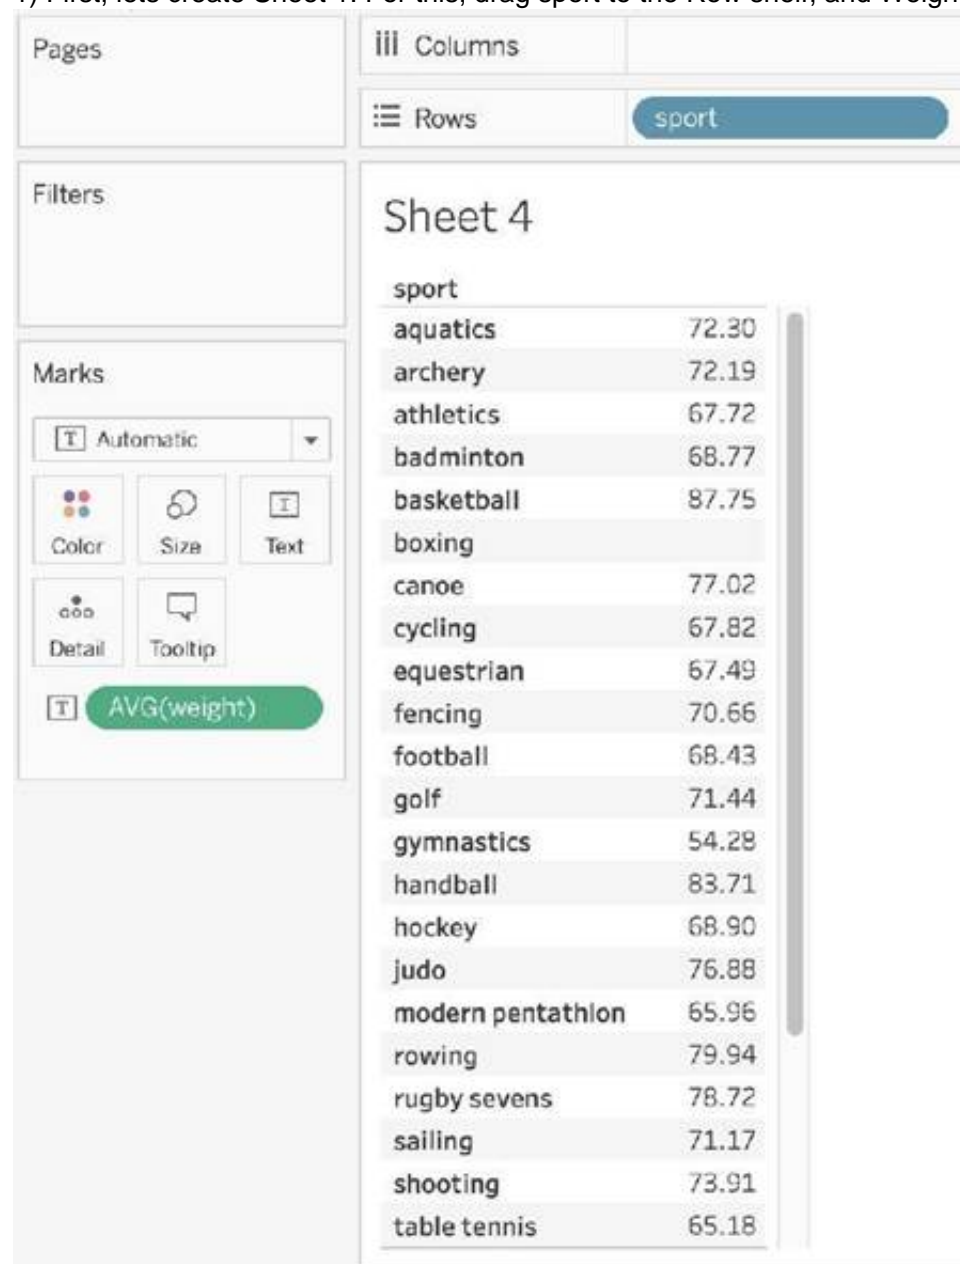 Pages
iii Columns
Rows
sport
Filters
Sheet 4
sport
aquatics 72.30
archery 72.19
athletics 67.72
badminton 68.77
basketball 87.75
boxing
canoe 77.02
cycling 67.82
equestrian 67.49
fencing 70.66
football 68.43
golf 71.44
gymnastics 54.28
handball 83.71
hockey 68.90
judo 76.88
modern pentathlon 65.96
rowing 79.94
rugby sevens 78.72
sailing 71.17
shooting 73.91
table tennis 65.18
Marks
T Automatic
Color Size Text
Detail Tooltip
T AVG(weight)